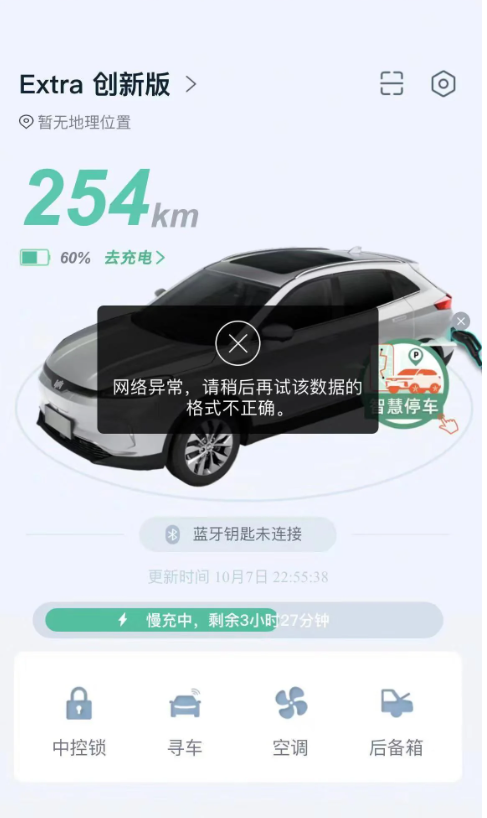 Extra 创新版
暂无地理位置
254km
60% 去充电
P
网络异常，请稍后再试该数据的
格式不正确。
智慧停车
蓝牙钥匙未连接
更新时间 10月7日 22:55:38
慢充中，剩余3小时27分钟
中控锁 寻车 空调 后备箱